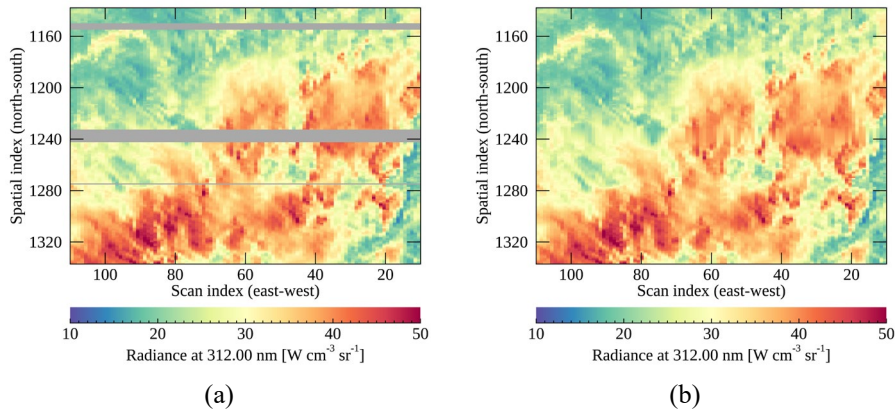 1160
1200
1240
1280
1320
Spatial index (north-south)
100 80 60 40 20
Scan index (east-west)
10 20 30 40 50
Radiance at 312.00 nm [W cm⁻³ sr⁻¹]
(a)
1160
1200
1240
1280
1320
Spatial index (north-south)
100 80 60 40 20
Scan index (east-west)
10 20 30 40 50
Radiance at 312.00 nm [W cm⁻³ sr⁻¹]
(b)